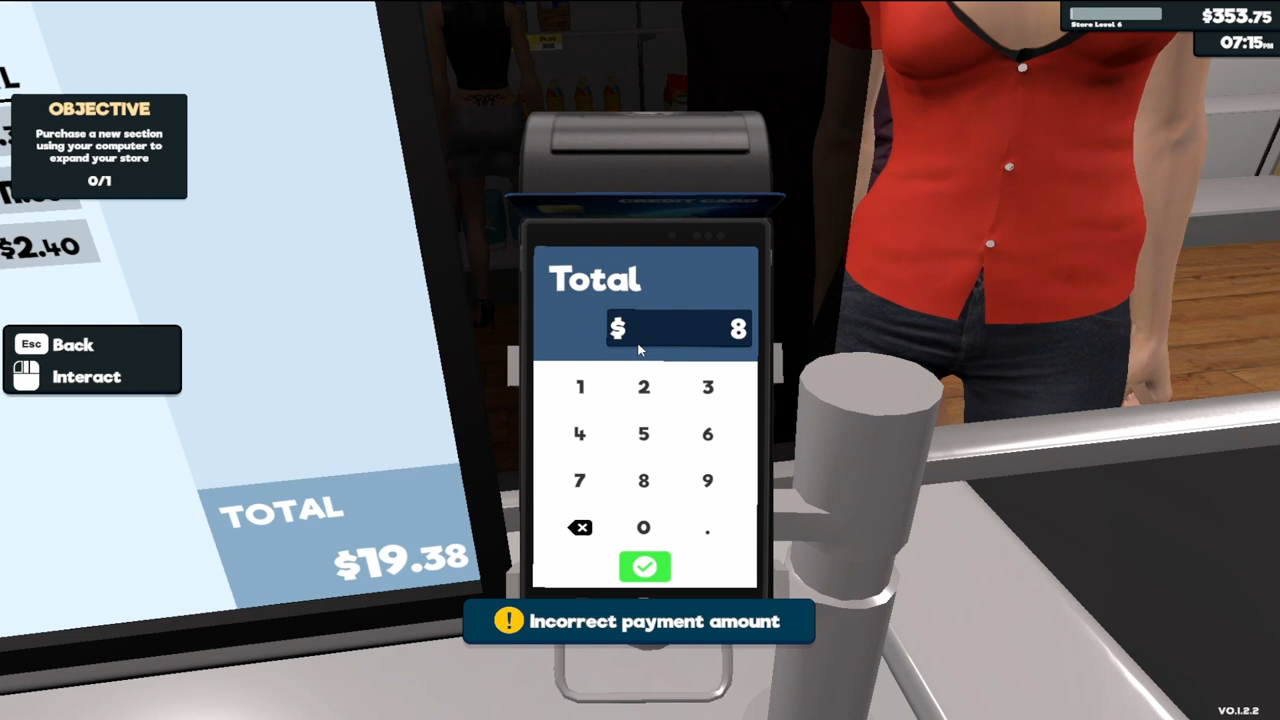 $353.75
Store Level 6
07:15PM
OBJECTIVE
Purchase a new section
using your computer to
expand your store
0/1
$2.40
CREDIT CARD
Total
$ 8
Esc Back
Interact
1 2 3
4 5 6
7 8 9
0 .
TOTAL
$19.38
! Incorrect payment amount
V0.1.2.2